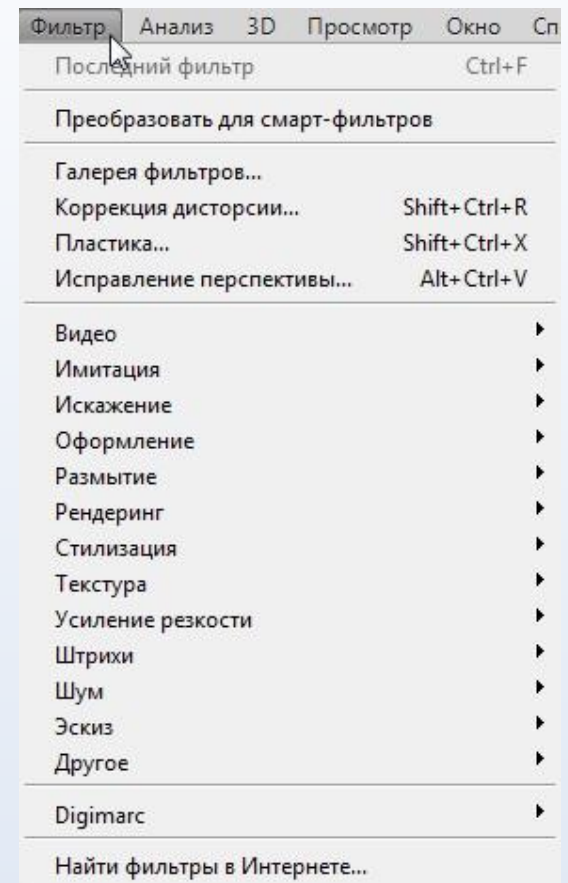 Фильтр Анализ 3D Просмотр Окно Сп
Последний фильтр Ctrl+F
Преобразовать для смарт-фильтров
Галерея фильтров...
Коррекция дисторсии... Shift+Ctrl+R
Пластика... Shift+Ctrl+X
Исправление перспективы... Alt+Ctrl+V
Видео
Имитация
Искажение
Оформление
Размытие
Рендеринг
Стилизация
Текстура
Усиление резкости
Штрихи
Шум
Эскиз
Другое
Digimarc
Найти фильтры в Интернете...